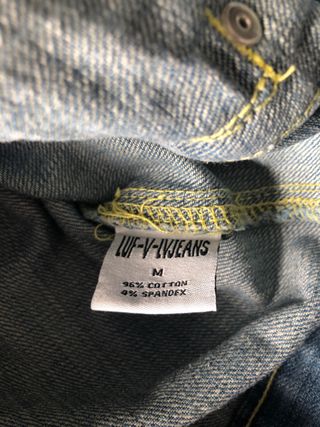 LUF-V-LVJEANS
M
96% COTTON
4% SPANDEX